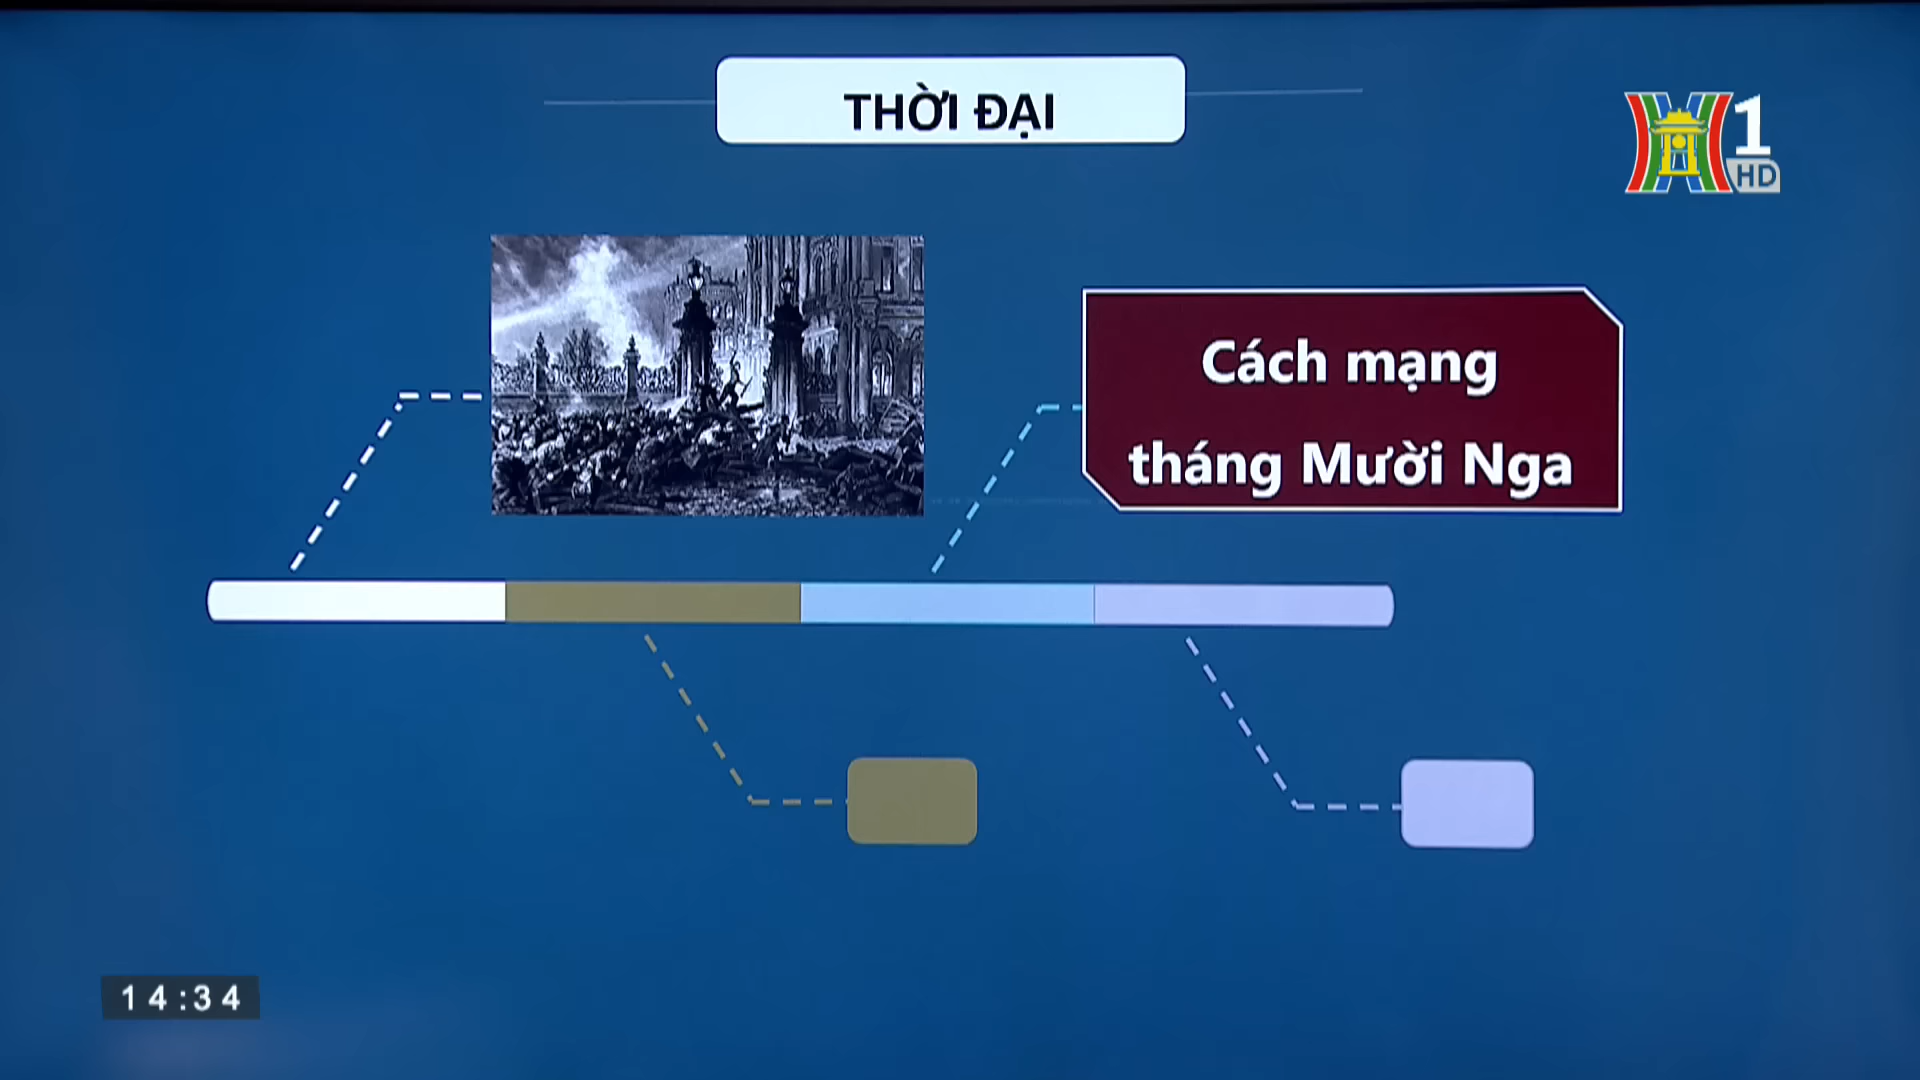 THỜI ĐẠI
1
HD
Cách mạng
tháng Mười Nga
14:34